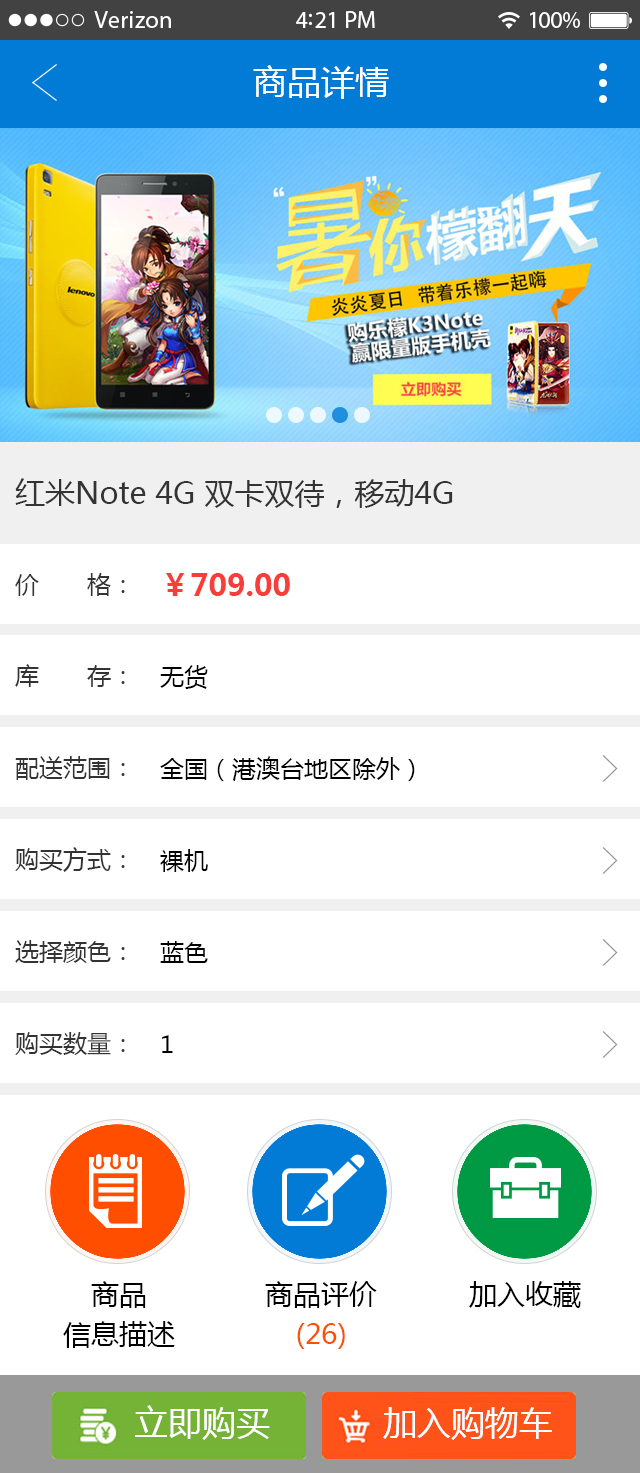 Verizon 4:21 PM 100%
商品详情
lenovo
“暑”你檬翻天
炎炎夏日 带着乐檬一起嗨
购乐檬K3Note
赢限量版手机壳
立即购买
红米Note 4G 双卡双待，移动4G
价 格： ￥709.00
库 存： 无货
配送范围： 全国（港澳台地区除外）
购买方式： 裸机
选择颜色： 蓝色
购买数量： 1
商品
信息描述
商品评价
(26)
加入收藏
立即购买
加入购物车